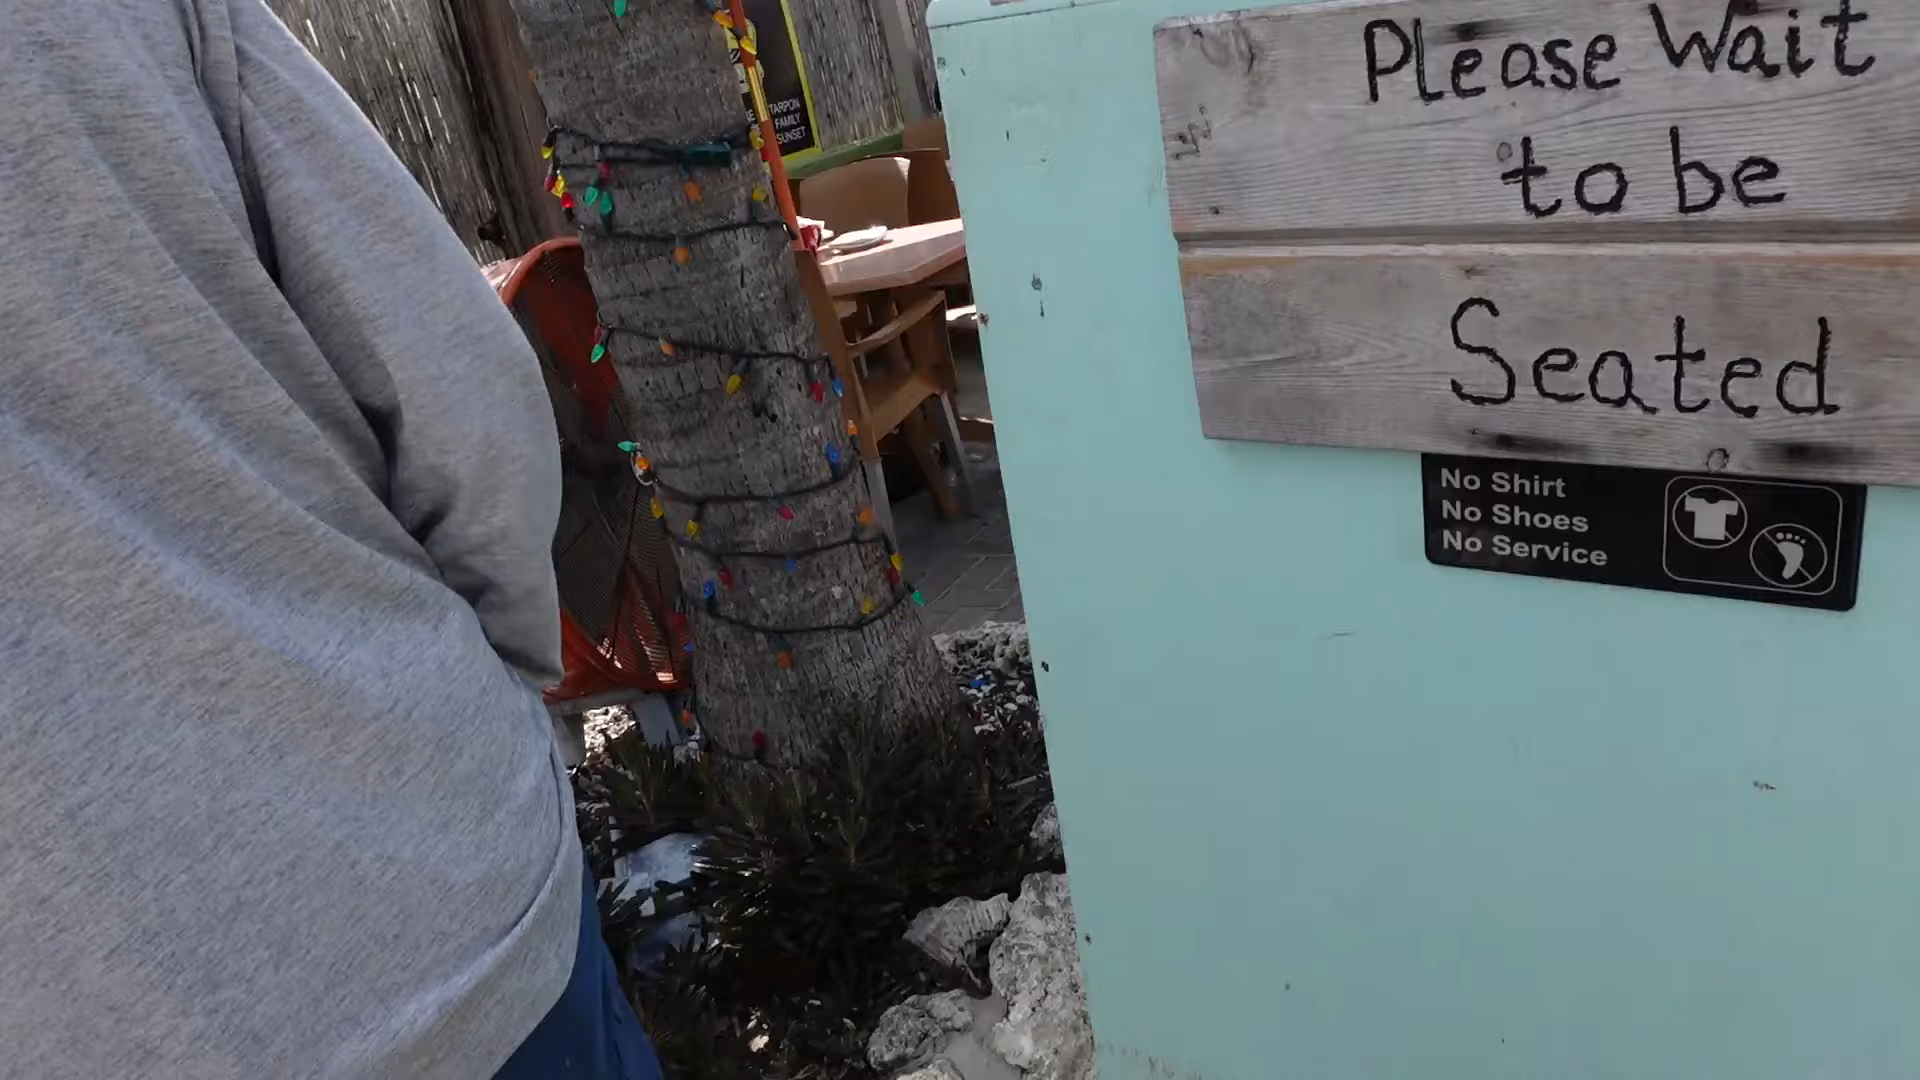 Please Wait
to be
Seated
No Shirt
No Shoes
No Service
TARPON
FAMILY
SUNSET